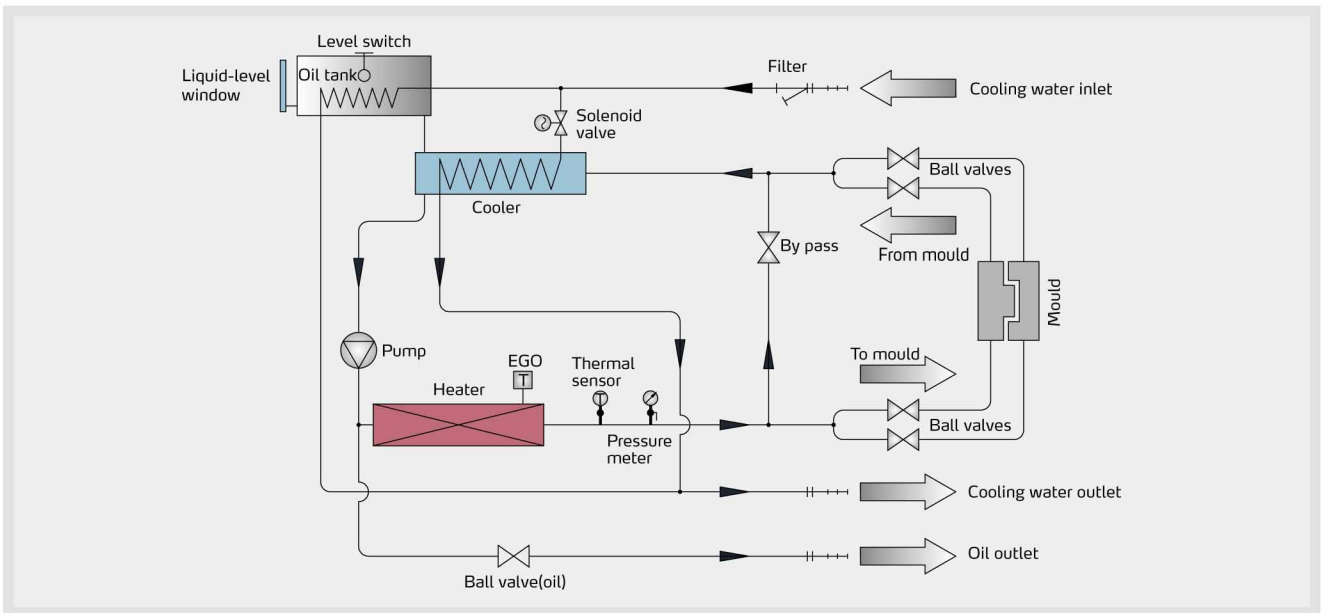 Level switch
Liquid-level
window
Oil tank
Filter
Cooling water inlet
Solenoid
valve
Ball valves
Cooler
From mould
By pass
Mould
Pump
To mould
EGO
T
Thermal
sensor
T
Heater
Ball valves
Pressure
meter
Cooling water outlet
Oil outlet
Ball valve(oil)